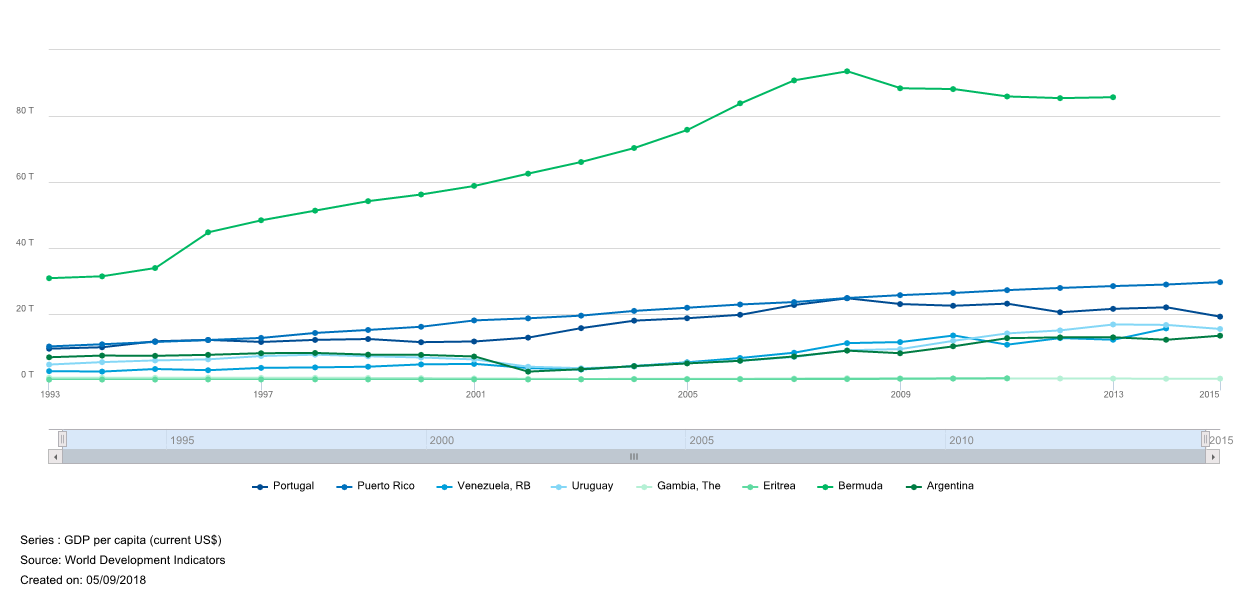 80 T
60 T
40 T
20 T
0 T
1993 1997 2001 2005 2009 2013 2015
1995 2000 2005 2010 2015
Portugal Puerto Rico Venezuela, RB Uruguay Gambia, The Eritrea Bermuda Argentina
Series : GDP per capita (current US$)
Source: World Development Indicators
Created on: 05/09/2018